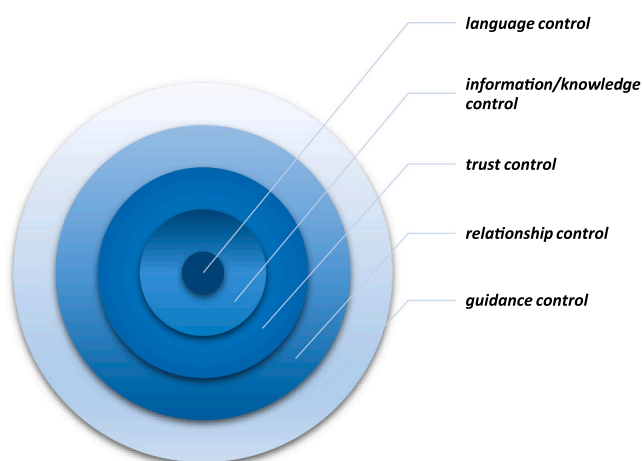 language control
information/knowledge
control
trust control
relationship control
guidance control